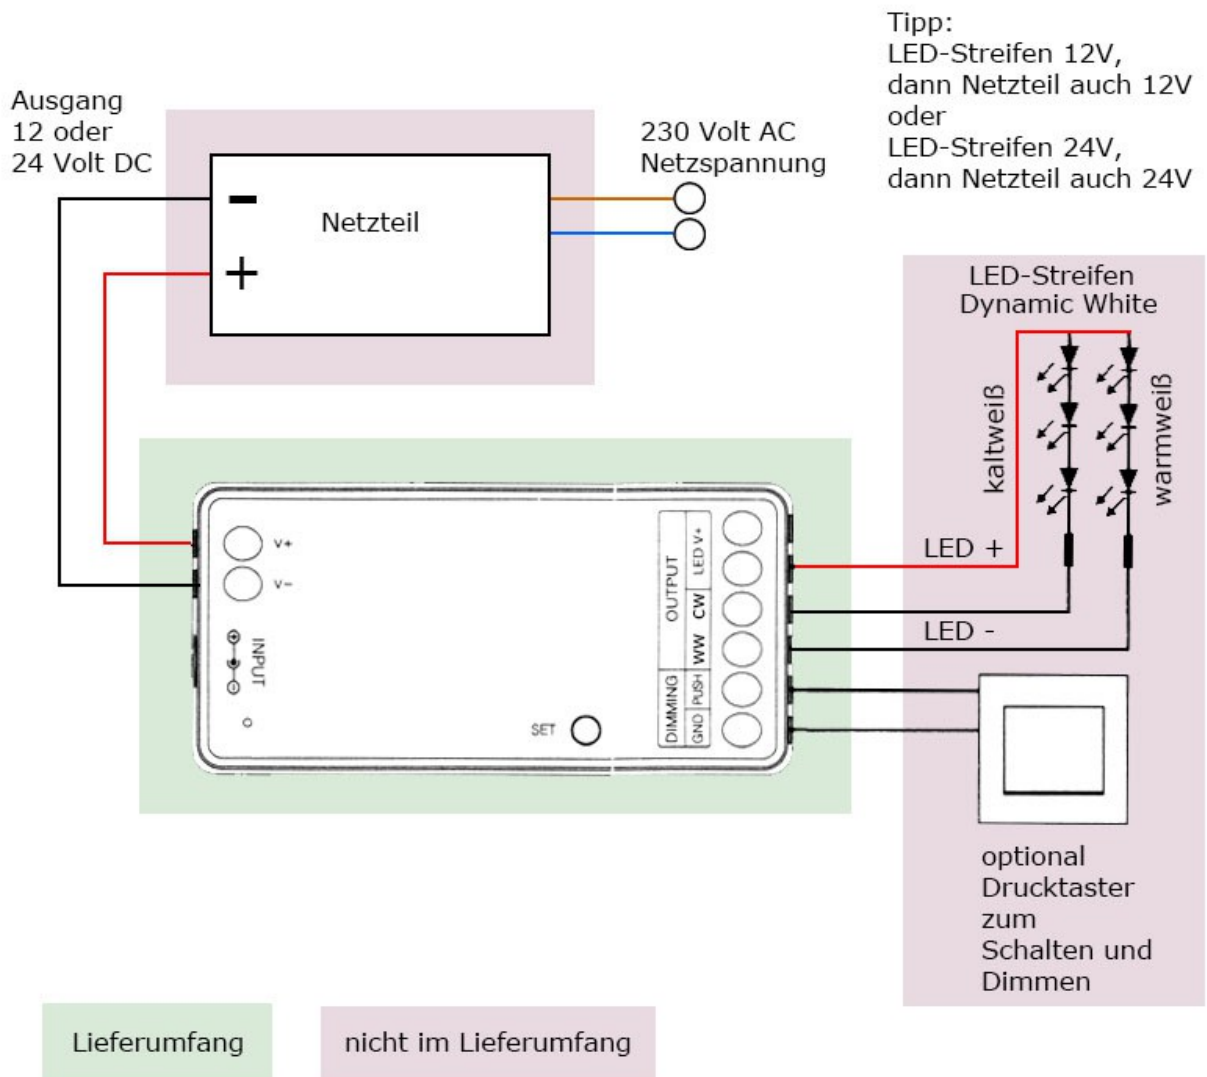 Tipp:
LED-Streifen 12V,
dann Netzteil auch 12V
oder
LED-Streifen 24V,
dann Netzteil auch 24V
Ausgang
12 oder
24 Volt DC
230 Volt AC
Netzspannung
Netzteil
-
+
LED-Streifen
Dynamic White
kaltweiß
warmweiß
LED +
LED -
V+
V-
INPUT
+
-
SET
OUTPUT
LED V+
CW
WW
DIMMING
PUSH
GND
optional
Drucktaster
zum
Schalten und
Dimmen
Lieferumfang
nicht im Lieferumfang